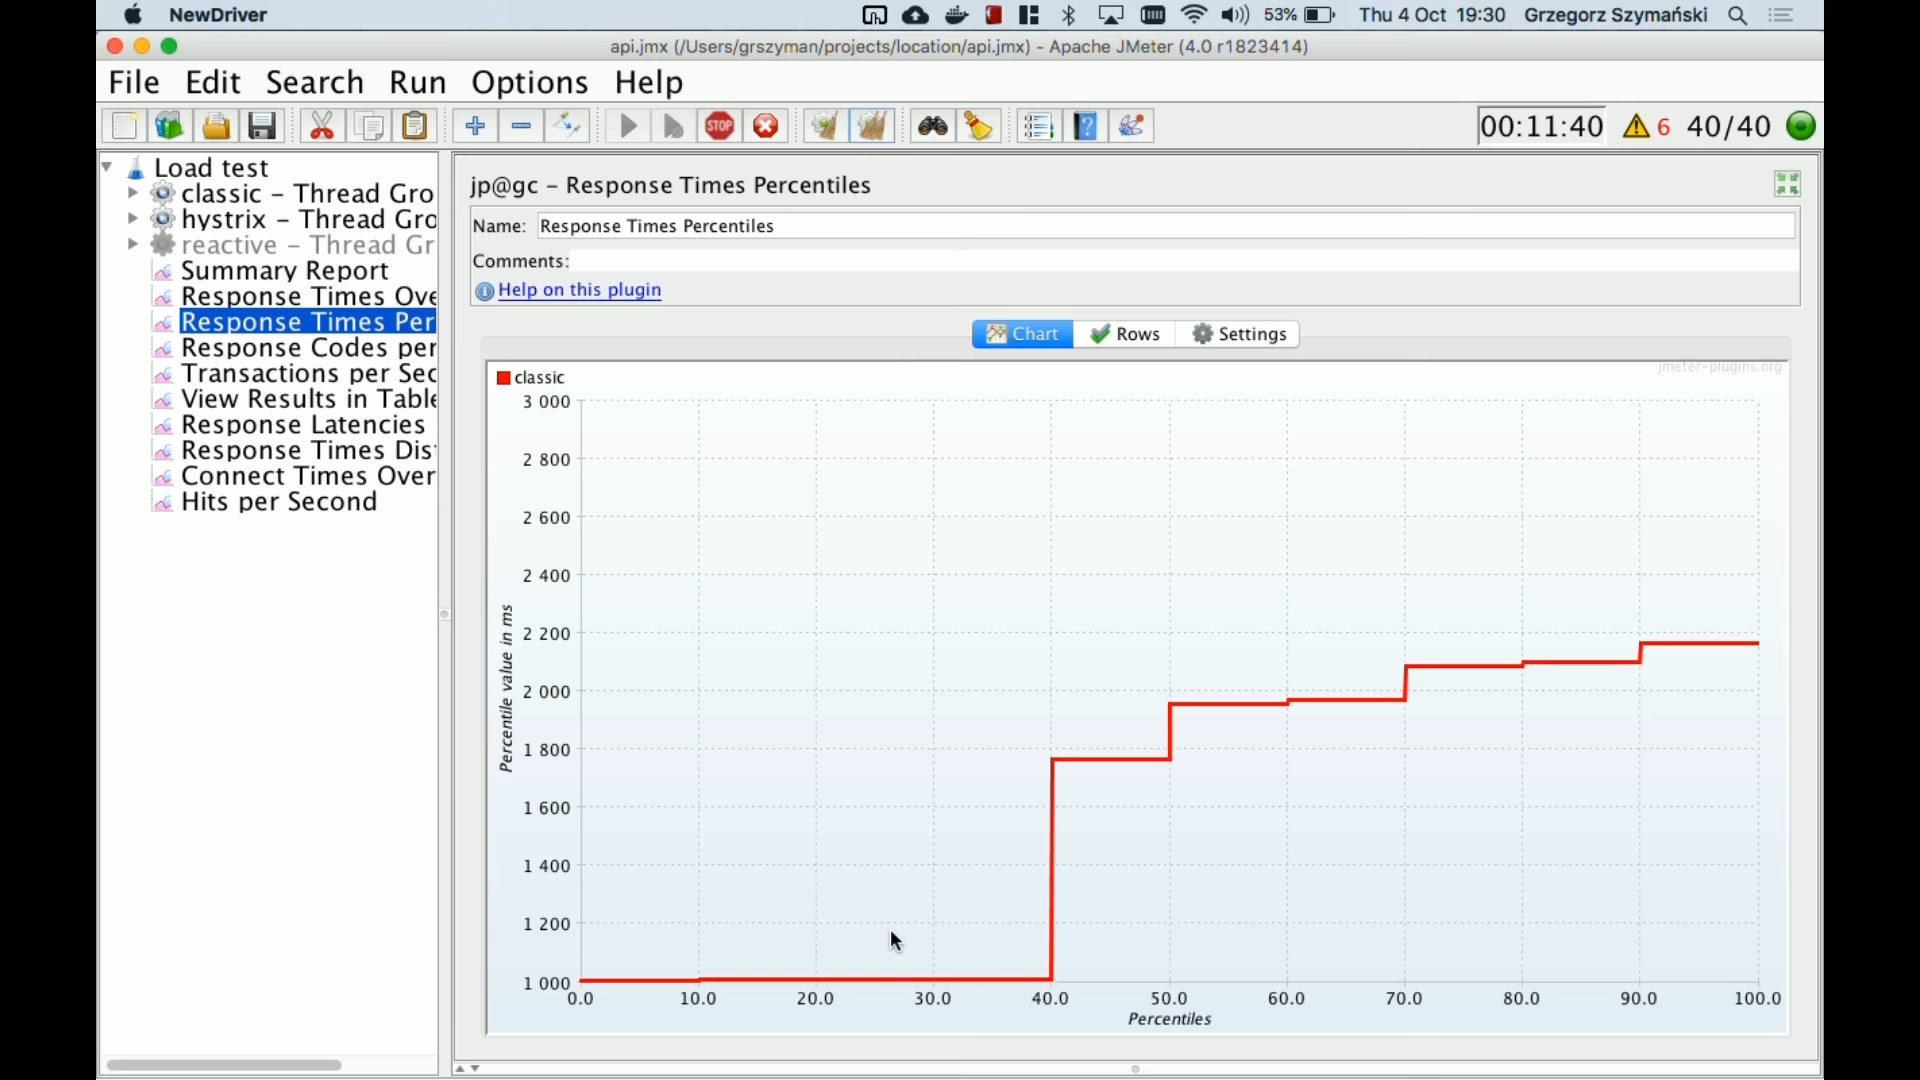 NewDriver
53%
Thu 4 Oct 19:30
Grzegorz Szymański
api.jmx (/Users/grszyman/projects/location/api.jmx) - Apache JMeter (4.0 r1823414)
File Edit Search Run Options Help
STOP
00:11:40
6
40/40
Load test
classic – Thread Gro
hystrix – Thread Gro
reactive – Thread Gr
Summary Report
Response Times Ove
Response Times Per
Response Codes per
Transactions per Sec
View Results in Table
Response Latencies
Response Times Dis
Connect Times Over
Hits per Second
jp@gc – Response Times Percentiles
Name: Response Times Percentiles
Comments:
Help on this plugin
Chart
Rows
Settings
jmeter-plugins.org
classic
3 000
2 800
2 600
2 400
2 200
2 000
1 800
1 600
1 400
1 200
1 000
Percentile value in ms
0.0 10.0 20.0 30.0 40.0 50.0 60.0 70.0 80.0 90.0 100.0
Percentiles